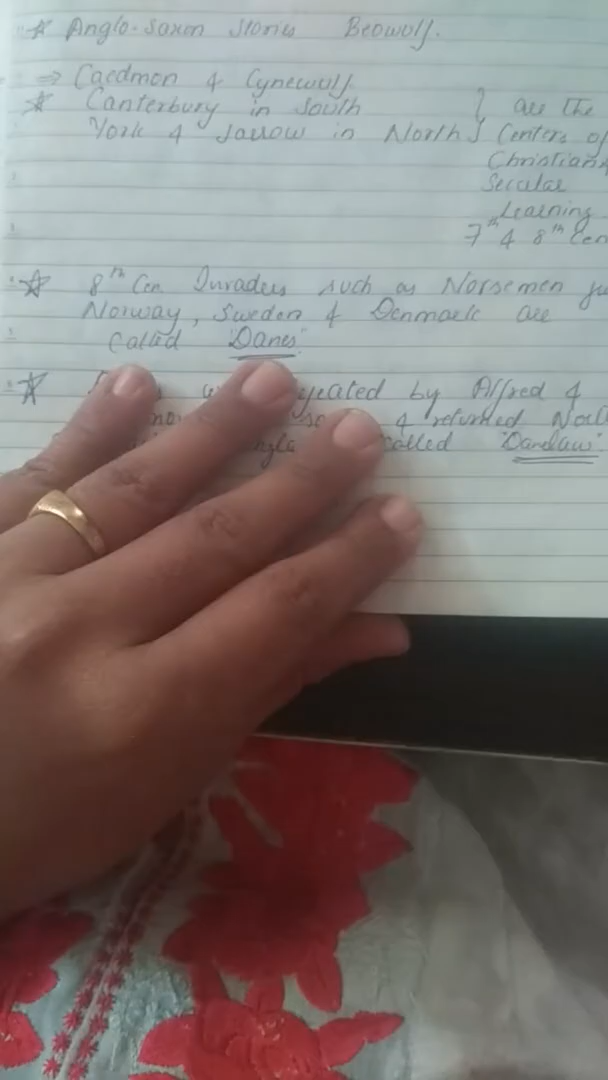 Anglo-Saxon Stories Beowulf.
⇒ Caedmon & Cynewulf.
Canterbury in South } are the
York & Jarrow in North } Centers of
Christian &
Secular
Learning
7th & 8th Cen
8th Cen. Invaders such as Norsemen
Norway, Sweden & Denmark are
Called "Danes".
by Alfred &
& returned
called "Danelaw".